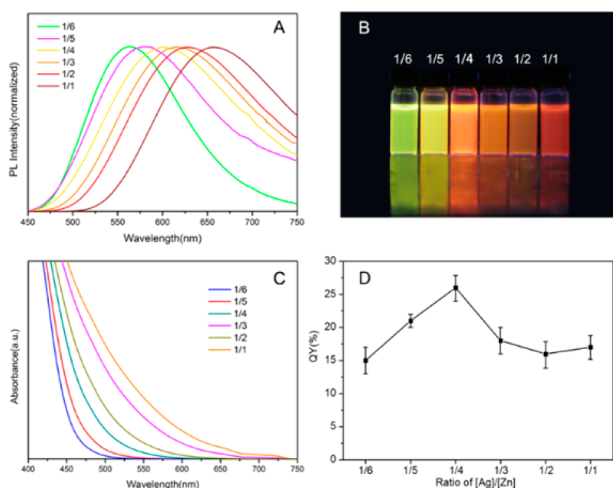 A
1/6
1/5
1/4
1/3
1/2
1/1
PL Intensity(normalized)
450 500 550 600 650 700 750
Wavelength(nm)
B
1/6 1/5 1/4 1/3 1/2 1/1
C
1/6
1/5
1/4
1/3
1/2
1/1
Absorbance(a.u.)
400 450 500 550 600 650 700 750
Wavelength(nm)
D
QY(%)
30
25
20
15
10
5
0
1/6 1/5 1/4 1/3 1/2 1/1
Ratio of [Ag]/[Zn]